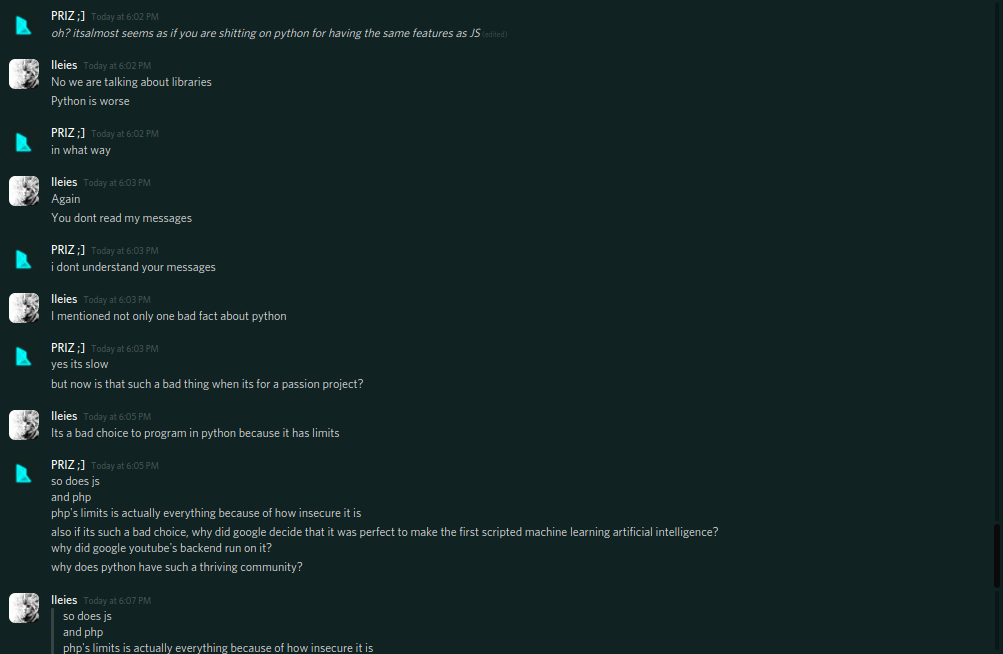 PRIZ ;] Today at 6:02 PM
oh? itsalmost seems as if you are shitting on python for having the same features as JS (edited)
Ileies Today at 6:02 PM
No we are talking about libraries
Python is worse
PRIZ ;] Today at 6:02 PM
in what way
Ileies Today at 6:03 PM
Again
You dont read my messages
PRIZ ;] Today at 6:03 PM
i dont understand your messages
Ileies Today at 6:03 PM
I mentioned not only one bad fact about python
PRIZ ;] Today at 6:03 PM
yes its slow
but now is that such a bad thing when its for a passion project?
Ileies Today at 6:05 PM
Its a bad choice to program in python because it has limits
PRIZ ;] Today at 6:05 PM
so does js
and php
php's limits is actually everything because of how insecure it is
also if its such a bad choice, why did google decide that it was perfect to make the first scripted machine learning artificial intelligence?
why did google youtube's backend run on it?
why does python have such a thriving community?
Ileies Today at 6:07 PM
so does js
and php
php's limits is actually everything because of how insecure it is